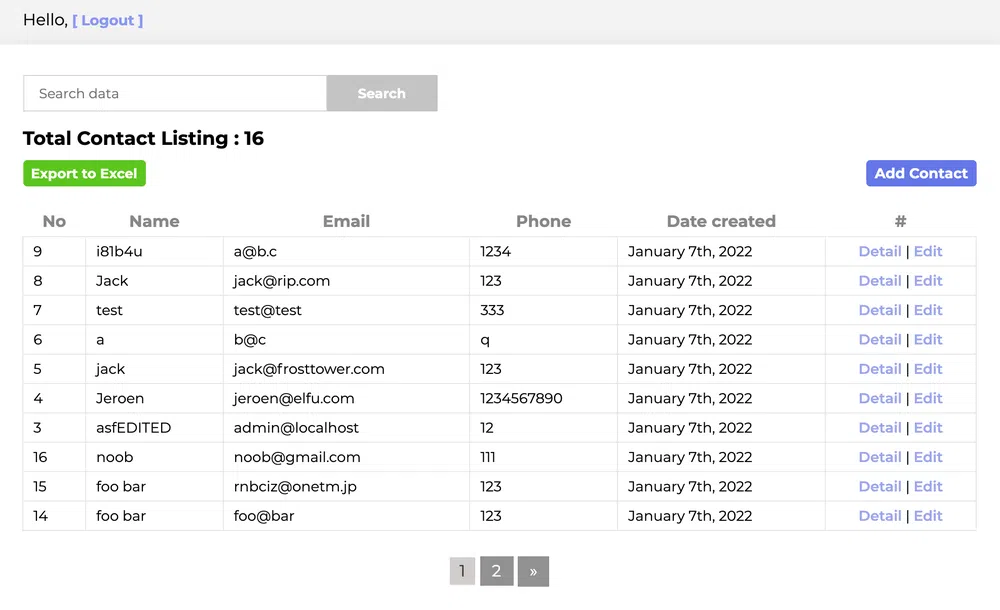 Hello, [ Logout ]
Search data Search
Total Contact Listing : 16
Export to Excel Add Contact
No Name Email Phone Date created #
9 i81b4u a@b.c 1234 January 7th, 2022 Detail | Edit
8 Jack jack@rip.com 123 January 7th, 2022 Detail | Edit
7 test test@test 333 January 7th, 2022 Detail | Edit
6 a b@c q January 7th, 2022 Detail | Edit
5 jack jack@frosttower.com 123 January 7th, 2022 Detail | Edit
4 Jeroen jeroen@elfu.com 1234567890 January 7th, 2022 Detail | Edit
3 asfEDITED admin@localhost 12 January 7th, 2022 Detail | Edit
16 noob noob@gmail.com 111 January 7th, 2022 Detail | Edit
15 foo bar rnbciz@onetm.jp 123 January 7th, 2022 Detail | Edit
14 foo bar foo@bar 123 January 7th, 2022 Detail | Edit
1 2 »